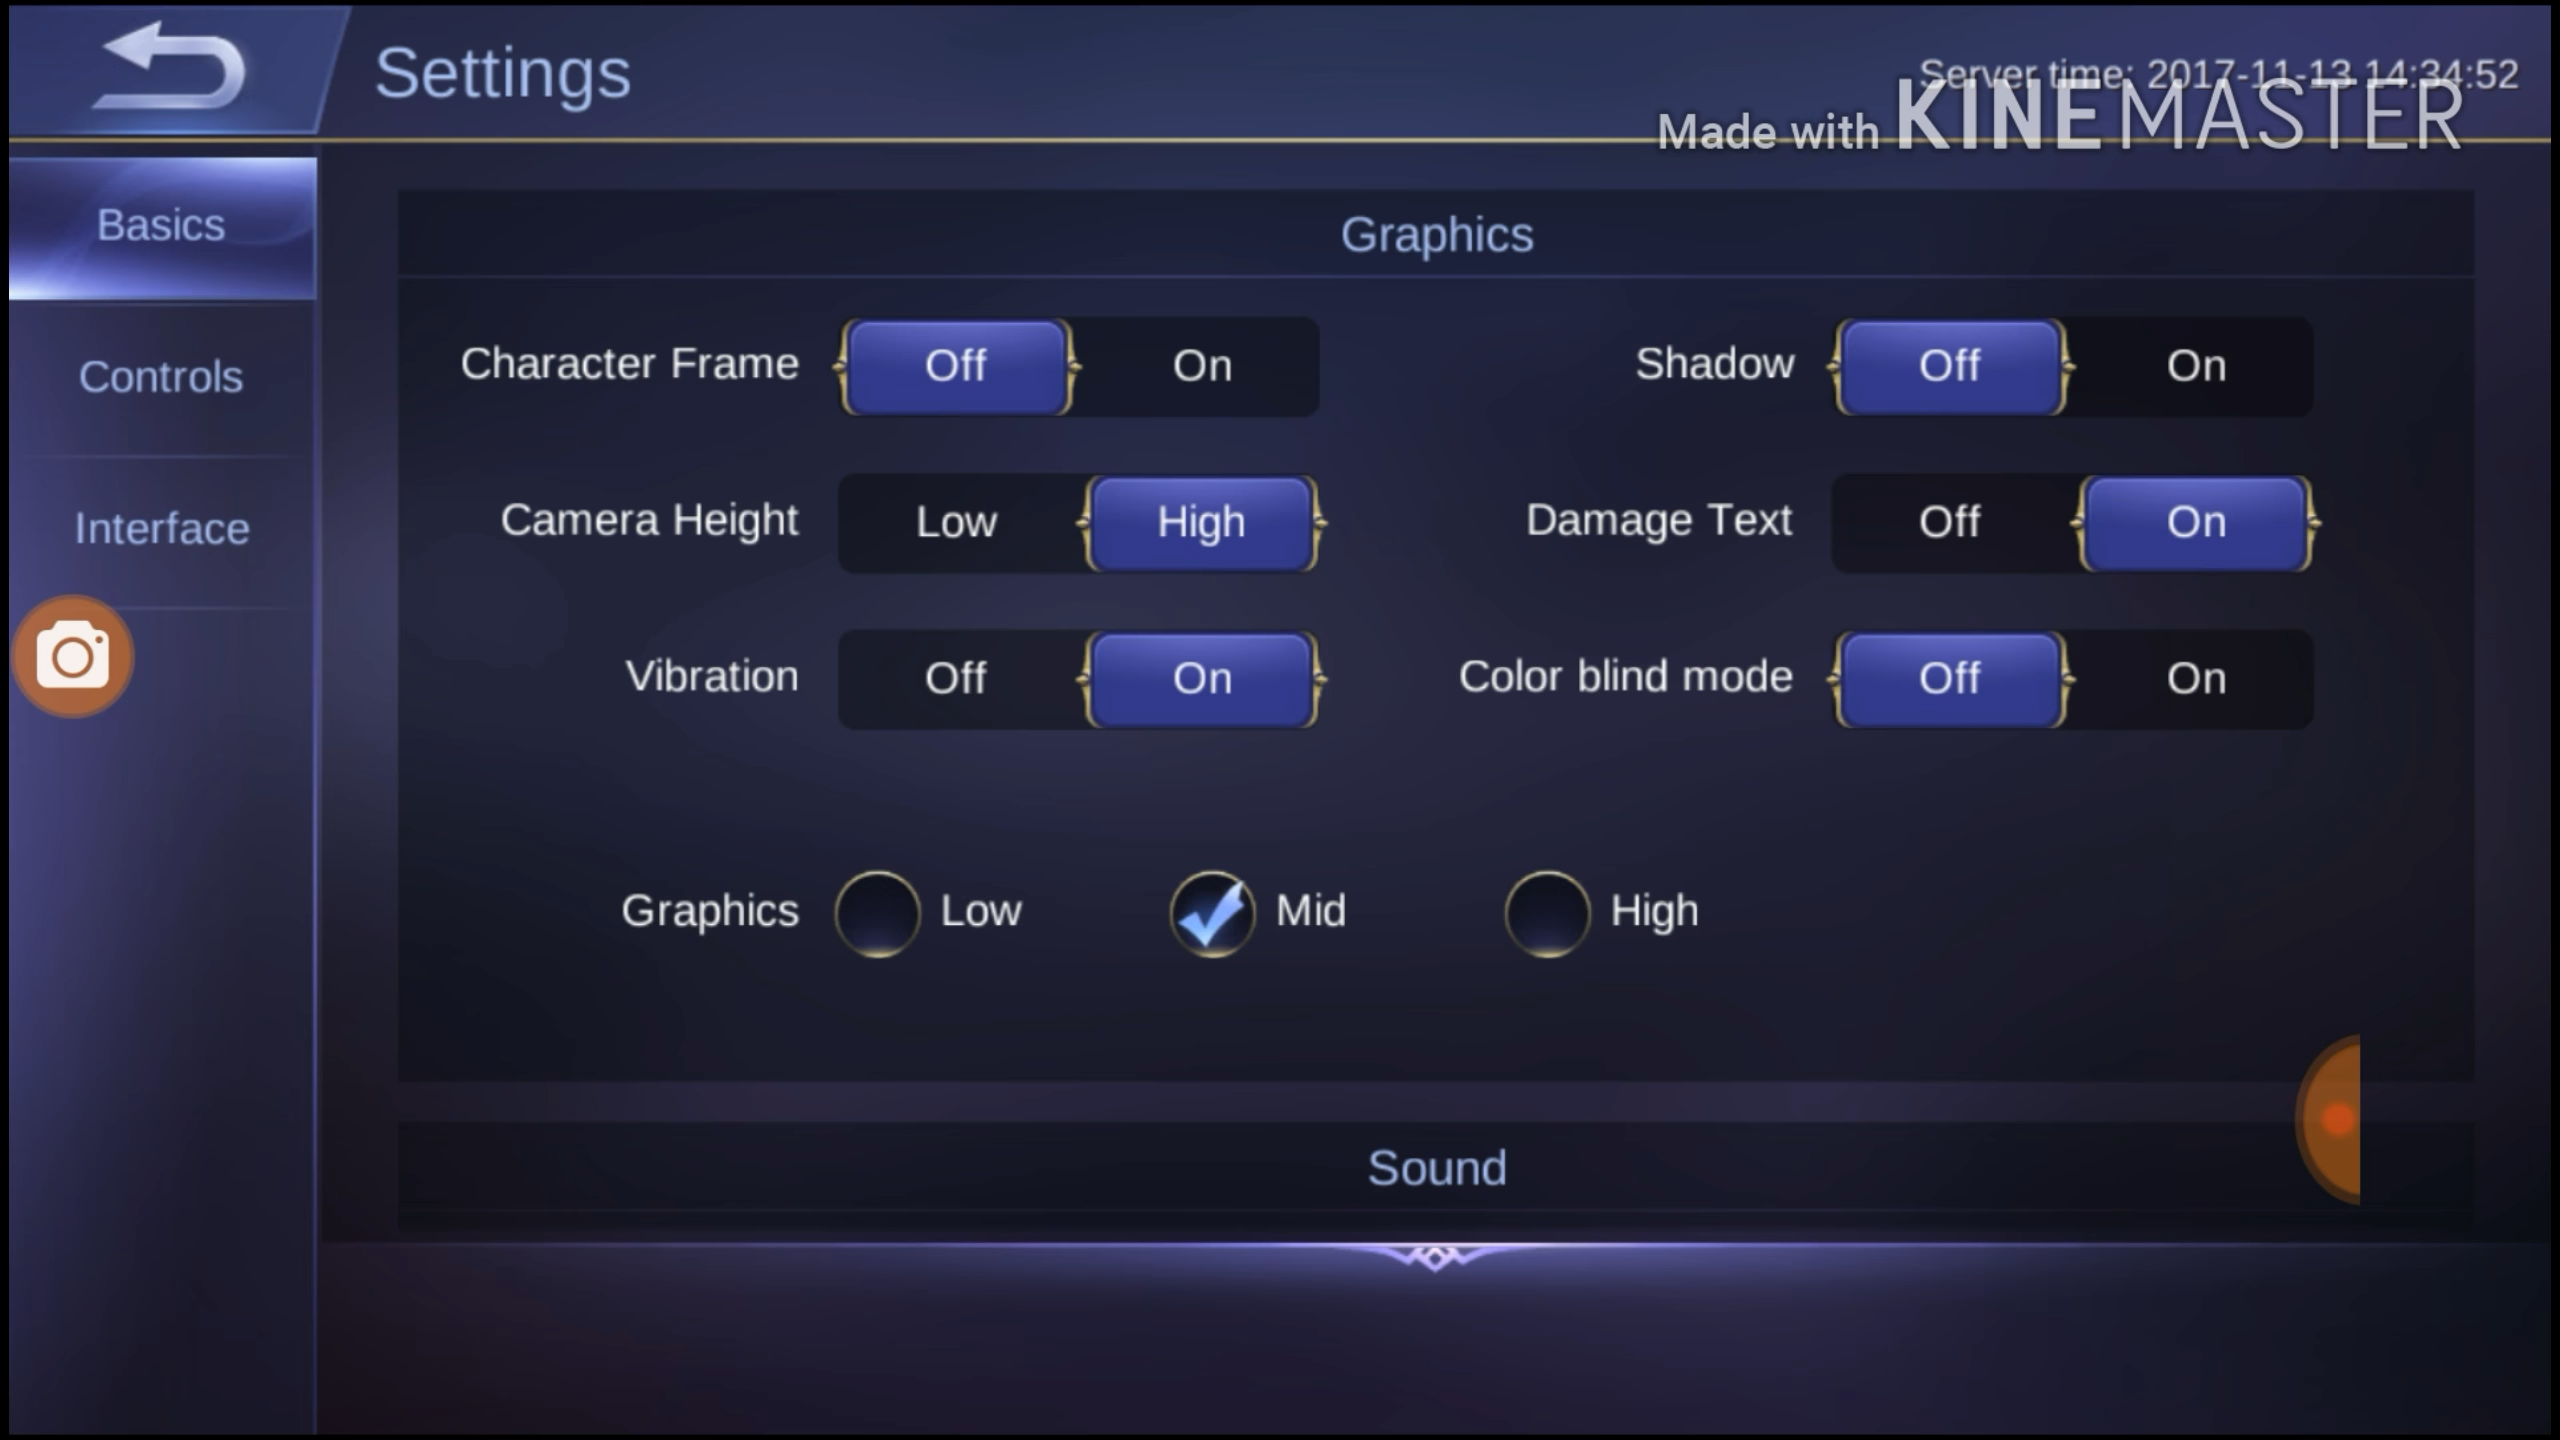 Settings
Server time: 2017-11-13 14:34:52
Made with KINEMASTER
Basics
Controls
Interface
Graphics
Character Frame Off On
Shadow Off On
Camera Height Low High
Damage Text Off On
Vibration Off On
Color blind mode Off On
Graphics Low Mid High
Sound